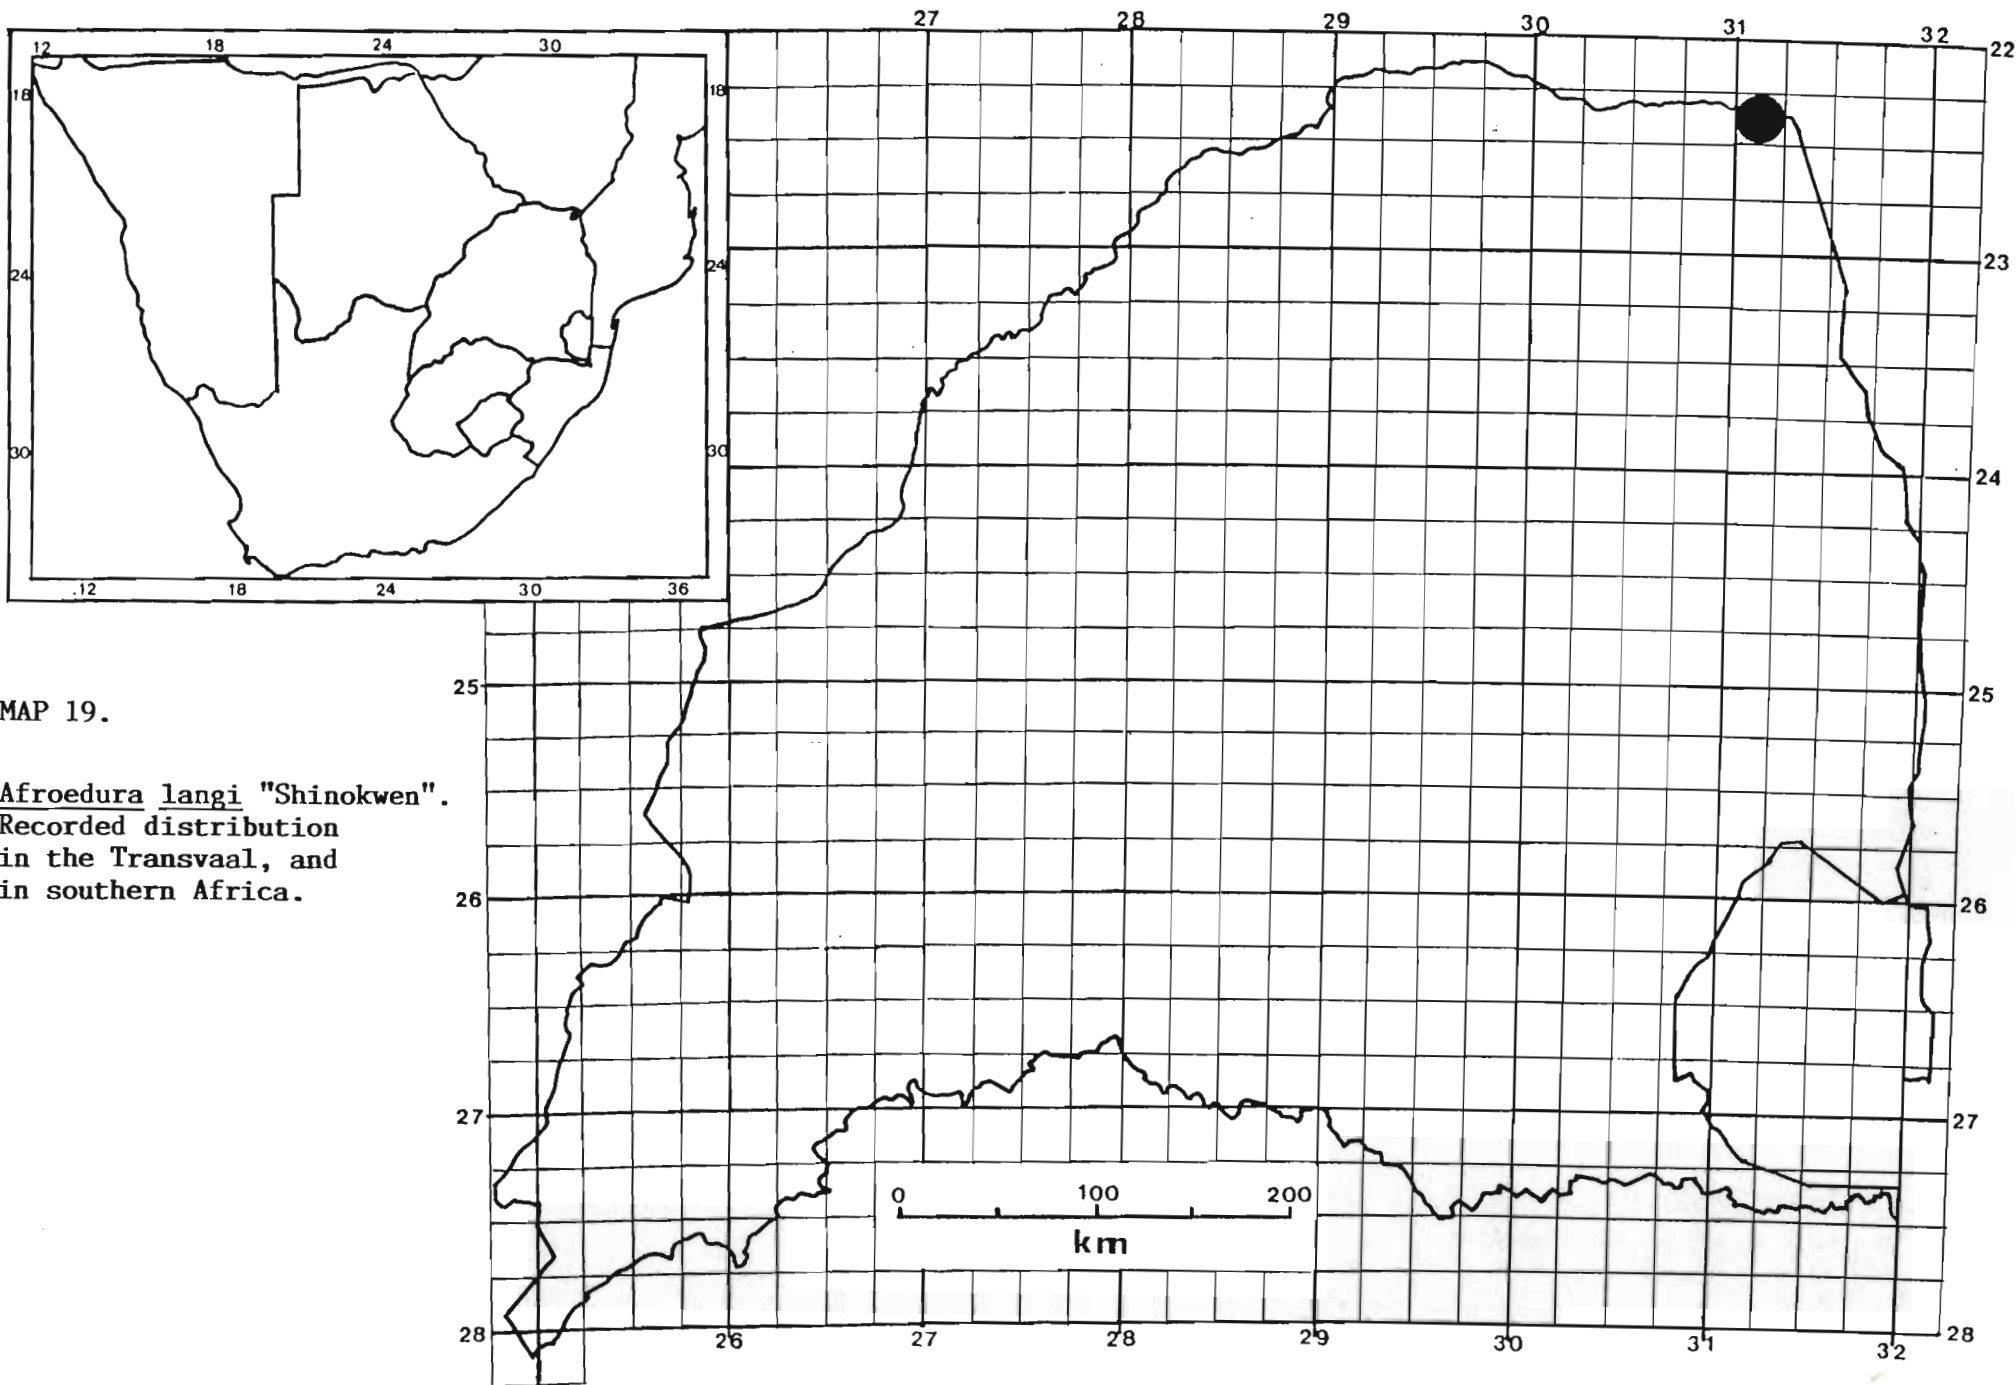 27 28 29 30 31 32
22
12 18 24 30
18 18
24 24
30 30
.12 18 24 30 36
23
24
25 25
MAP 19.
Afroedura langi "Shinokwen".
Recorded distribution
in the Transvaal, and
in southern Africa.
26 26
27 27
0 100 200
km
28 28
26 27 28 29 30 31 32